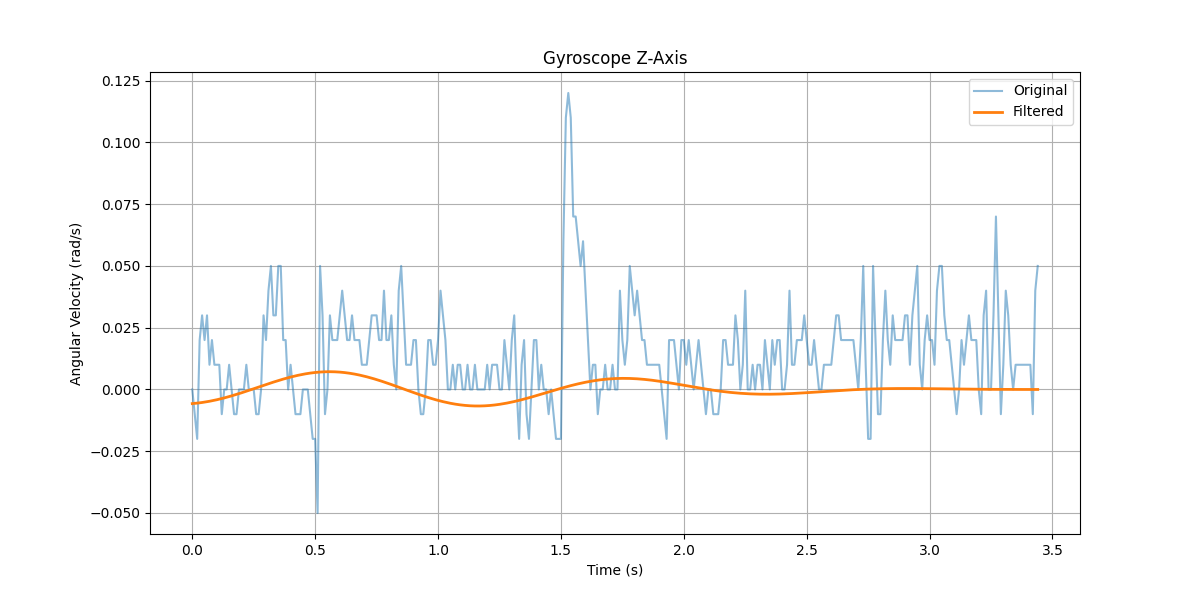 Gyroscope Z-Axis
Original
Filtered
Angular Velocity (rad/s)
0.125
0.100
0.075
0.050
0.025
0.000
−0.025
−0.050
0.0 0.5 1.0 1.5 2.0 2.5 3.0 3.5
Time (s)